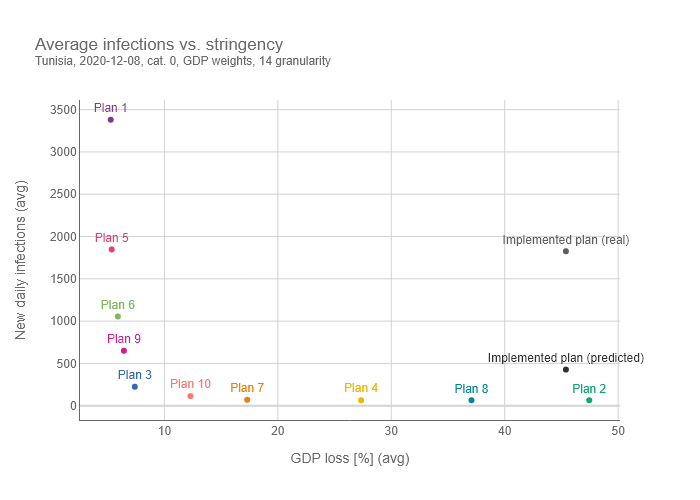 Average infections vs. stringency
Tunisia, 2020-12-08, cat. 0, GDP weights, 14 granularity
3500
3000
2500
2000
1500
1000
500
0
New daily infections (avg)
Plan 1
Plan 5
Implemented plan (real)
Plan 6
Plan 9
Implemented plan (predicted)
Plan 3
Plan 10
Plan 7
Plan 4
Plan 8
Plan 2
10
20
30
40
50
GDP loss [%] (avg)